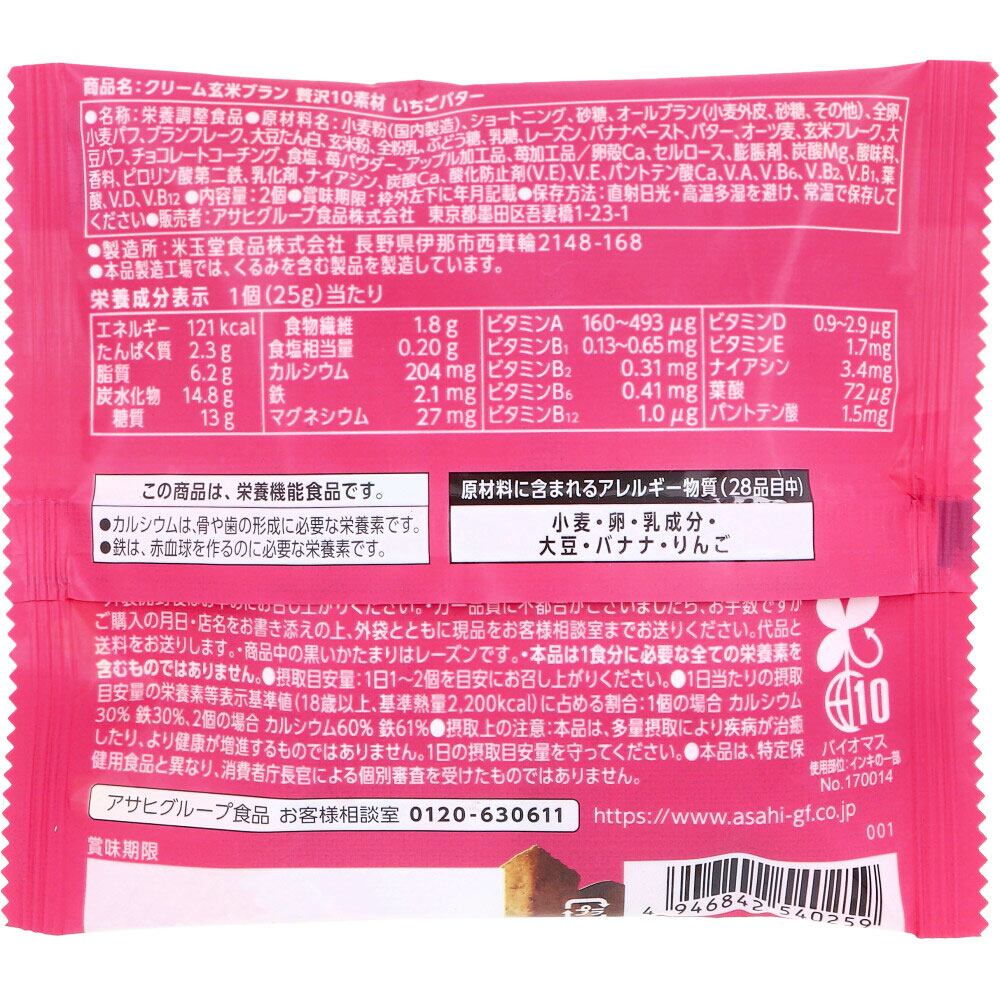 商品名：クリーム玄米ブラン 贅沢10素材 いちごバター
●名称：栄養調整食品●原材料名：小麦粉（国内製造）、ショートニング、砂糖、オールブラン（小麦外皮、砂糖、その他）、全卵、
小麦パフ、ブランフレーク、大豆たん白、玄米粉、全粉乳、ぶどう糖、乳糖、レーズン、バナナペースト、バター、オーツ麦、玄米フレーク、大
豆パフ、チョコレートコーチング、食塩、苺パウダー、アップル加工品、苺加工品／卵殻Ca、セルロース、膨脹剤、炭酸Mg、酸味料、
香料、ピロリン酸第二鉄、乳化剤、ナイアシン、炭酸Ca、酸化防止剤（V.E）、V.E、パントテン酸Ca、V.A、V.B₆、V.B₂、V.B₁、葉
酸、V.D、V.B₁₂ ●内容量：2個●賞味期限：枠外左下に年月記載●保存方法：直射日光・高温多湿を避け、常温で保存して
ください●販売者：アサヒグループ食品株式会社 東京都墨田区吾妻橋1-23-1
●製造所：米玉堂食品株式会社 長野県伊那市西箕輪2148-168
●本品製造工場では、くるみを含む製品を製造しています。
栄養成分表示 1個（25g）当たり
エネルギー 121 kcal 食物繊維 1.8 g ビタミンA 160〜493 μg ビタミンD 0.9〜2.9 μg
たんぱく質 2.3 g 食塩相当量 0.20 g ビタミンB₁ 0.13〜0.65 mg ビタミンE 1.7mg
脂質 6.2 g カルシウム 204 mg ビタミンB₂ 0.31 mg ナイアシン 3.4mg
炭水化物 14.8 g 鉄 2.1 mg ビタミンB₆ 0.41 mg 葉酸 72 μg
糖質 13 g マグネシウム 27 mg ビタミンB₁₂ 1.0 μg パントテン酸 1.5mg
この商品は、栄養機能食品です。
●カルシウムは、骨や歯の形成に必要な栄養素です。
●鉄は、赤血球を作るのに必要な栄養素です。
原材料に含まれるアレルギー物質（28品目中）
小麦・卵・乳成分・
大豆・バナナ・りんご
お召し上がりください。・万一品質に不都合がございましたら、お手数ですが
ご購入の月日・店名をお書き添えの上、外袋とともに現品をお客様相談室までお送りください。代品と
送料をお送りします。・商品中の黒いかたまりはレーズンです。・本品は1食分に必要な全ての栄養素を
含むものではありません。●摂取目安量：1日1〜2個を目安にお召し上がりください。●1日当たりの摂取
目安量の栄養素等表示基準値（18歳以上、基準熱量2,200kcal）に占める割合：1個の場合 カルシウム
30% 鉄30%、2個の場合 カルシウム60% 鉄61%●摂取上の注意：本品は、多量摂取により疾病が治癒
したり、より健康が増進するものではありません。1日の摂取目安量を守ってください。●本品は、特定保
健用食品と異なり、消費者庁長官による個別審査を受けたものではありません。
10
バイオマス
使用部位：インキの一部
No.170014
アサヒグループ食品 お客様相談室 0120-630611
https://www.asahi-gf.co.jp
001
賞味期限
プラ
4 946842 540259